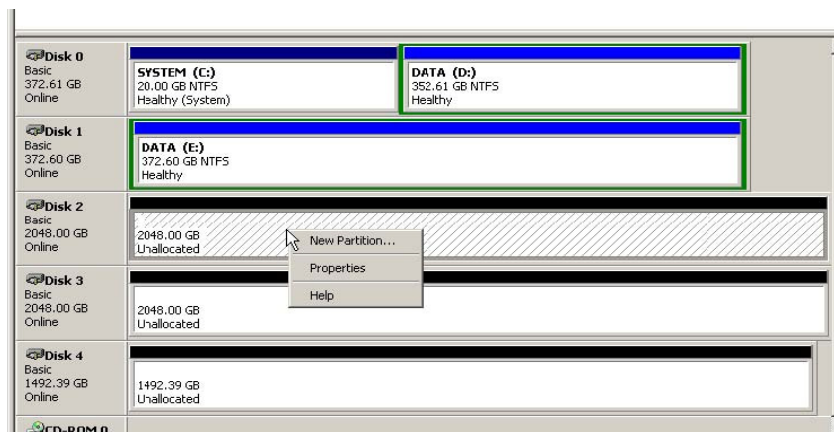 Disk 0
Basic
372.61 GB
Online
SYSTEM (C:)
20.00 GB NTFS
Healthy (System)
DATA (D:)
352.61 GB NTFS
Healthy
Disk 1
Basic
372.60 GB
Online
DATA (E:)
372.60 GB NTFS
Healthy
Disk 2
Basic
2048.00 GB
Online
2048.00 GB
Unallocated
New Partition...
Properties
Help
Disk 3
Basic
2048.00 GB
Online
2048.00 GB
Unallocated
Disk 4
Basic
1492.39 GB
Online
1492.39 GB
Unallocated
CD-ROM 0